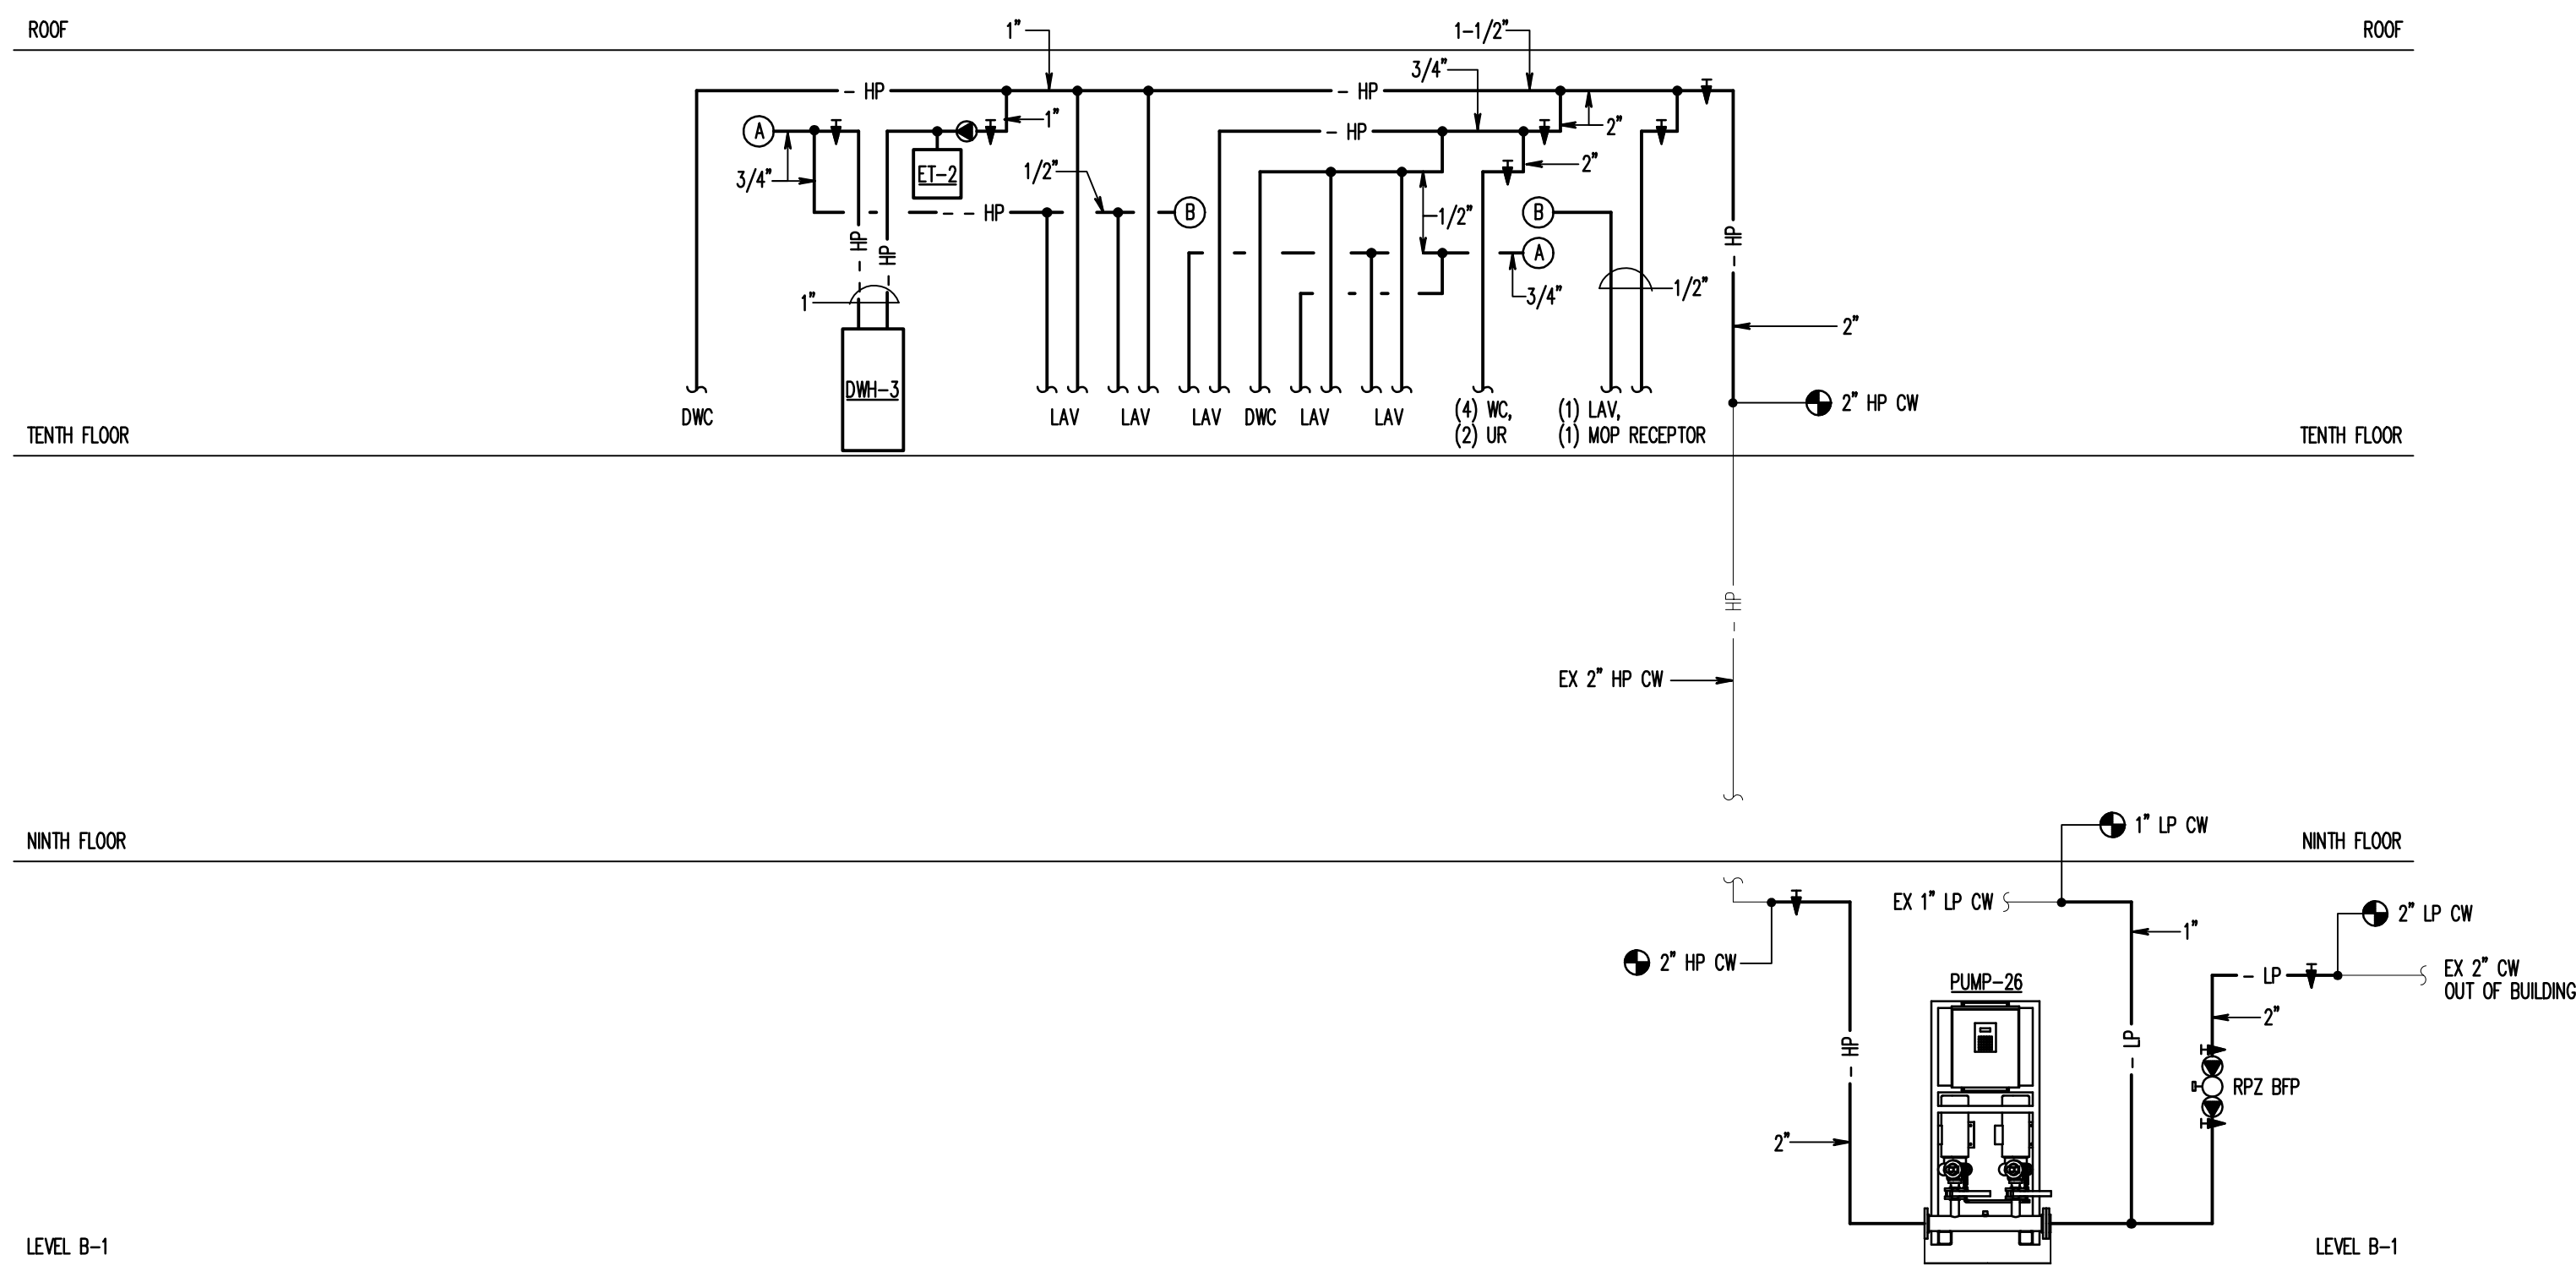 ROOF
ROOF
1"
1-1/2"
3/4"
- HP
- HP
A
1"
- HP
2"
3/4"
ET-2
1/2"
2"
- - HP
B
1/2"
B
HP - -
HP -
A
HP -
1"
3/4"
1/2"
2"
DWH-3
2" HP CW
DWC
LAV
LAV
LAV
DWC
LAV
LAV
(4) WC,
(2) UR
(1) LAV,
(1) MOP RECEPTOR
TENTH FLOOR
TENTH FLOOR
HP -
EX 2" HP CW
1" LP CW
NINTH FLOOR
NINTH FLOOR
EX 1" LP CW
2" LP CW
1"
2" HP CW
- LP
EX 2" CW
OUT OF BUILDING
PUMP-26
2"
HP -
LP -
RPZ BFP
2"
LEVEL B-1
LEVEL B-1